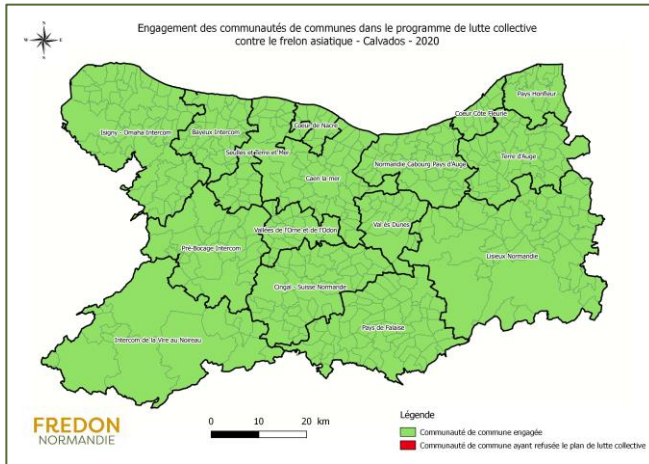 Engagement des communautés de communes dans le programme de lutte collective
contre le frelon asiatique - Calvados - 2020
Pays Honfleur
Coeur Côte Fleurie
Isigny - Omaha Intercom
Bayeux Intercom
Coeur de Nacre
Seulles et Terre et Mer
Normandie Cabourg Pays d'Auge
Terre d'Auge
Caen la mer
Vallées de l'Orne et de l'Odon
Val ès Dunes
Pré-Bocage Intercom
Lisieux Normandie
Cingal - Suisse Normande
Pays de Falaise
Intercom de la Vire au Noireau
FREDON
NORMANDIE
0 10 20 km
Légende
Communauté de commune engagée
Communauté de commune ayant refusée le plan de lutte collective